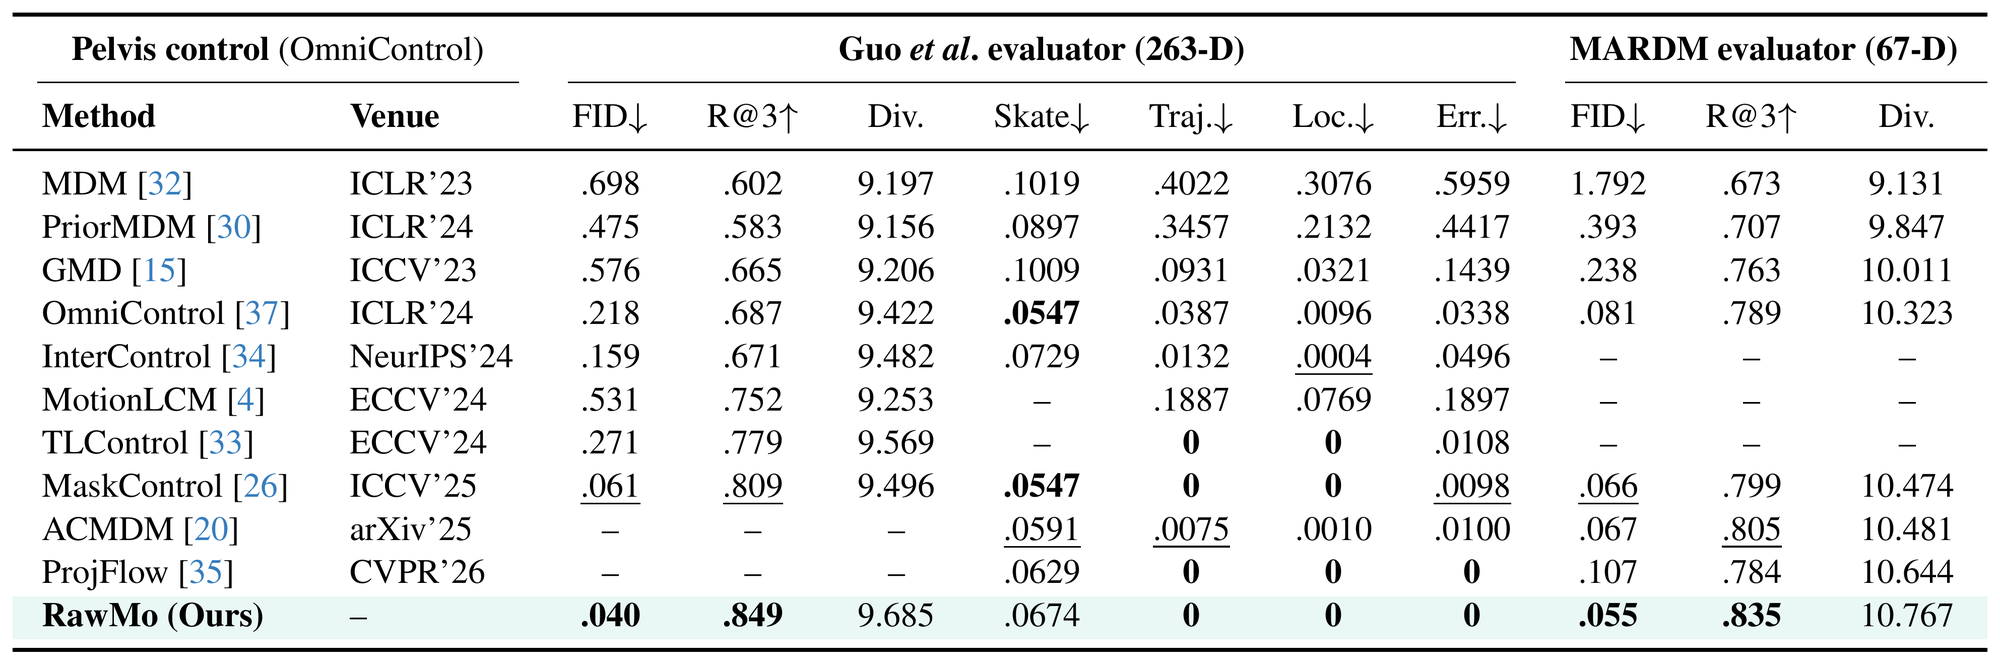 Pelvis control (OmniControl) Guo et al. evaluator (263-D) MARDM evaluator (67-D)
Method Venue FID↓ R@3↑ Div. Skate↓ Traj.↓ Loc.↓ Err.↓ FID↓ R@3↑ Div.
MDM [32] ICLR’23 .698 .602 9.197 .1019 .4022 .3076 .5959 1.792 .673 9.131
PriorMDM [30] ICLR’24 .475 .583 9.156 .0897 .3457 .2132 .4417 .393 .707 9.847
GMD [15] ICCV’23 .576 .665 9.206 .1009 .0931 .0321 .1439 .238 .763 10.011
OmniControl [37] ICLR’24 .218 .687 9.422 .0547 .0387 .0096 .0338 .081 .789 10.323
InterControl [34] NeurIPS’24 .159 .671 9.482 .0729 .0132 .0004 .0496 – – –
MotionLCM [4] ECCV’24 .531 .752 9.253 – .1887 .0769 .1897 – – –
TLControl [33] ECCV’24 .271 .779 9.569 – 0 0 .0108 – – –
MaskControl [26] ICCV’25 .061 .809 9.496 .0547 0 0 .0098 .066 .799 10.474
ACMDM [20] arXiv’25 – – – .0591 .0075 .0010 .0100 .067 .805 10.481
ProjFlow [35] CVPR’26 – – – .0629 0 0 0 .107 .784 10.644
RawMo (Ours) – .040 .849 9.685 .0674 0 0 0 .055 .835 10.767